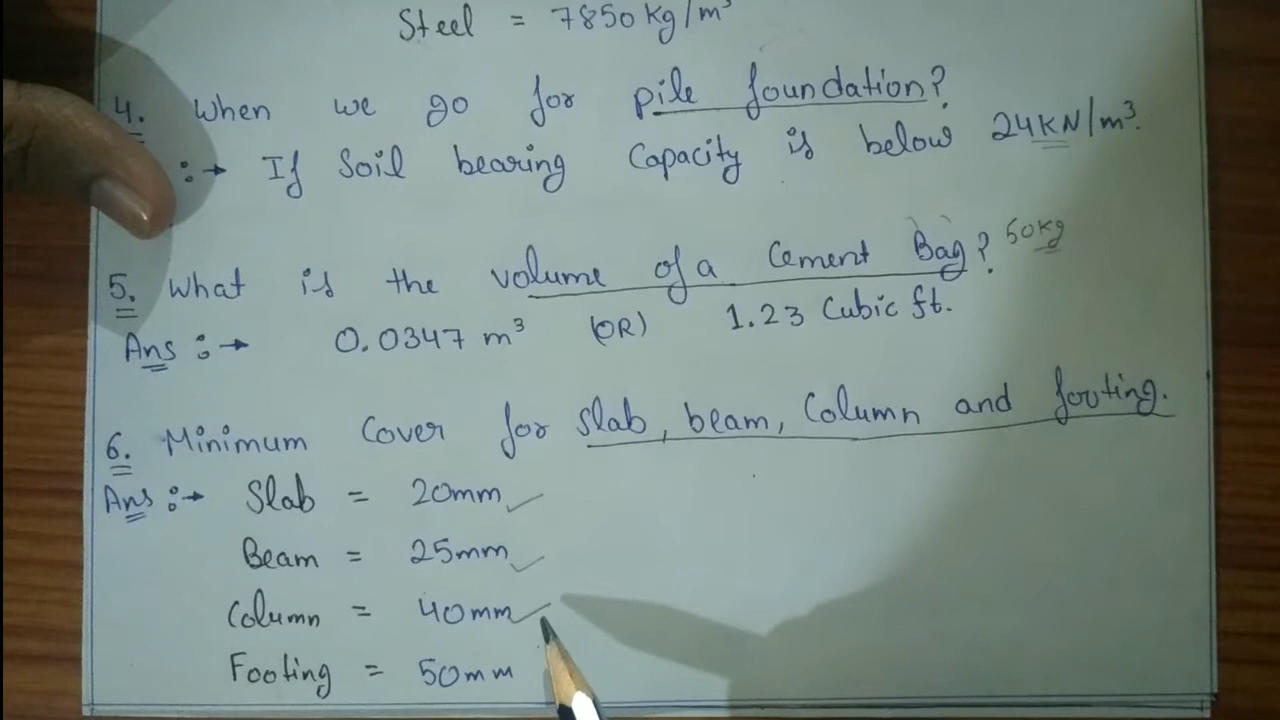 Steel = 7850 Kg/m³
4. When we go for pile foundation?
:→ If Soil bearing Capacity is below 24KN/m³.
5. What is the volume of a Cement Bag? 50kg
Ans :→ 0.0347 m³ (OR) 1.23 Cubic ft.
6. Minimum Cover for slab, beam, Column and footing.
Ans :→ Slab = 20mm ✓
Beam = 25mm ✓
Column = 40mm ✓
Footing = 50mm